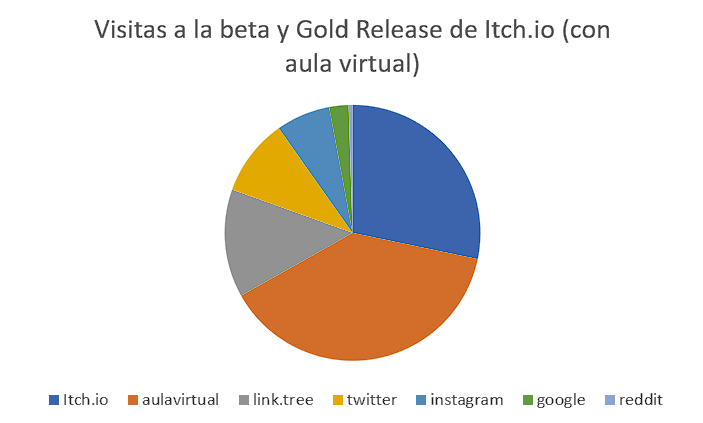 Visitas a la beta y Gold Release de Itch.io (con
aula virtual)
Itch.io aulavirtual link.tree twitter instagram google reddit